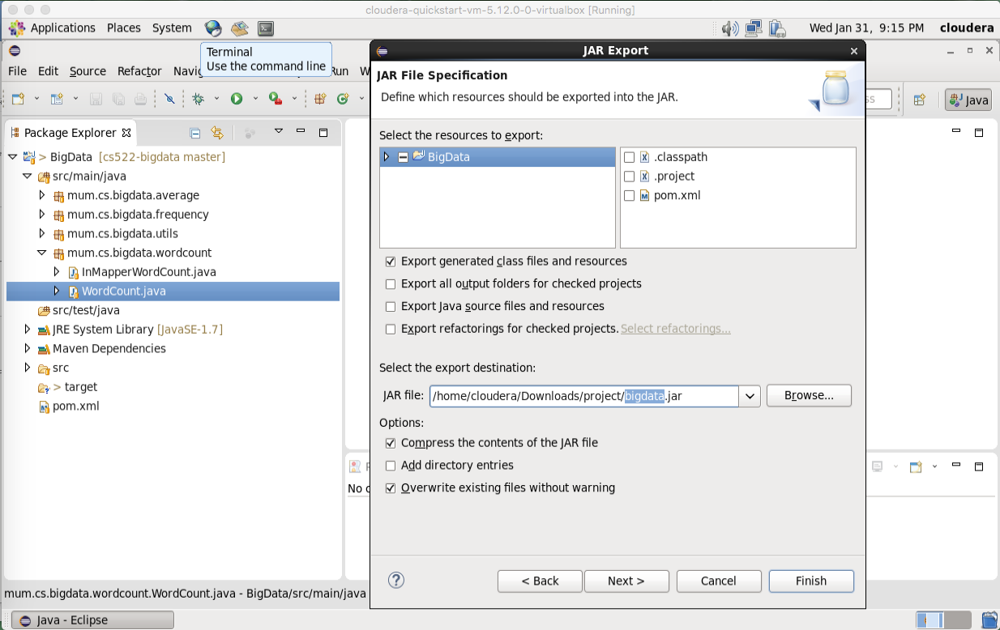 cloudera-quickstart-vm-5.12.0-0-virtualbox [Running]
Applications Places System Wed Jan 31, 9:15 PM cloudera
Terminal
Use the command line
JAR Export
File Edit Source Refactor Navig Run W
JAR File Specification
Define which resources should be exported into the JAR.
Java
Package Explorer
Select the resources to export:
> BigData [cs522-bigdata master]
BigData
.classpath
src/main/java
.project
mum.cs.bigdata.average
pom.xml
mum.cs.bigdata.frequency
mum.cs.bigdata.utils
mum.cs.bigdata.wordcount
Export generated class files and resources
InMapperWordCount.java
Export all output folders for checked projects
WordCount.java
Export Java source files and resources
src/test/java
JRE System Library [JavaSE-1.7]
Export refactorings for checked projects. Select refactorings...
Maven Dependencies
src
Select the export destination:
> target
JAR file: /home/cloudera/Downloads/project/bigdata.jar Browse...
pom.xml
Options:
Compress the contents of the JAR file
Add directory entries
Overwrite existing files without warning
No c
< Back Next > Cancel Finish
mum.cs.bigdata.wordcount.WordCount.java - BigData/src/main/java
Java - Eclipse